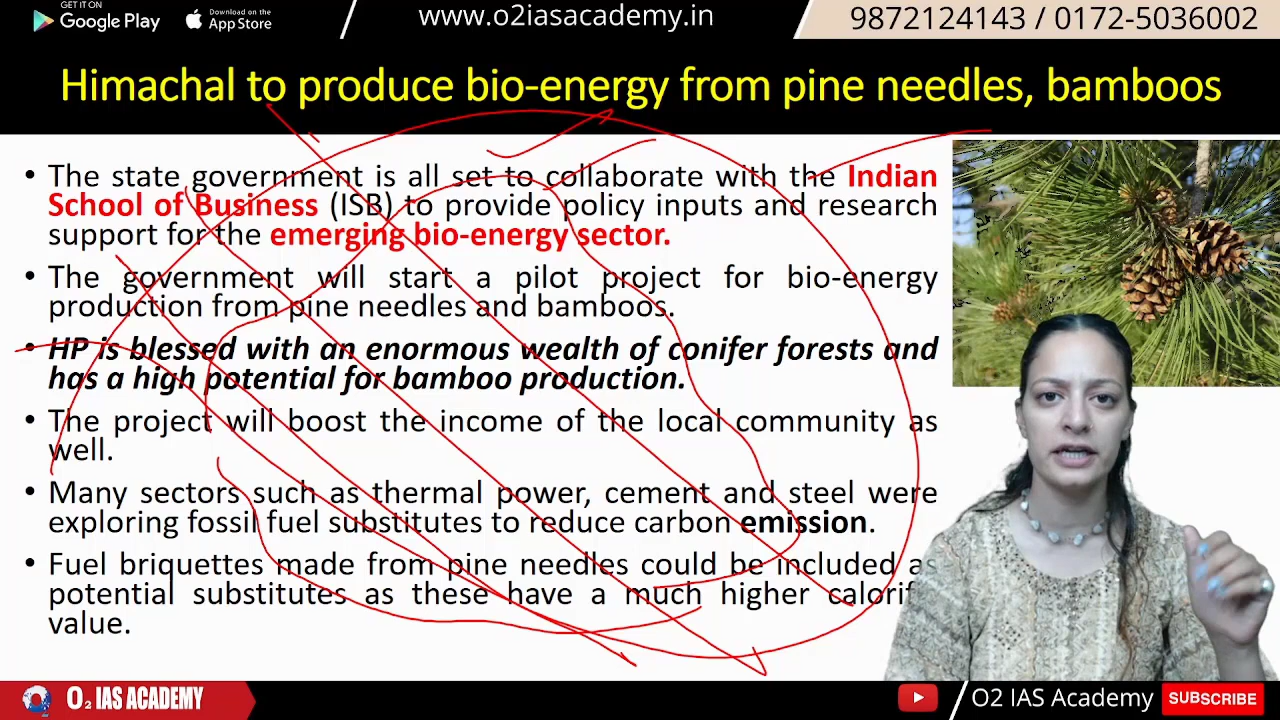 GET IT ON
Google Play
Download on the
App Store
www.o2iasacademy.in
9872124143 / 0172-5036002
Himachal to produce bio-energy from pine needles, bamboos
• The state government is all set to collaborate with the Indian
School of Business (ISB) to provide policy inputs and research
support for the emerging bio-energy sector.
• The government will start a pilot project for bio-energy
production from pine needles and bamboos.
• HP is blessed with an enormous wealth of conifer forests and
has a high potential for bamboo production.
• The project will boost the income of the local community as
well.
• Many sectors such as thermal power, cement and steel were
exploring fossil fuel substitutes to reduce carbon emission.
• Fuel briquettes made from pine needles could be included as
potential substitutes as these have a much higher calorif
value.
O2 IAS ACADEMY
O2 IAS Academy
SUBSCRIBE